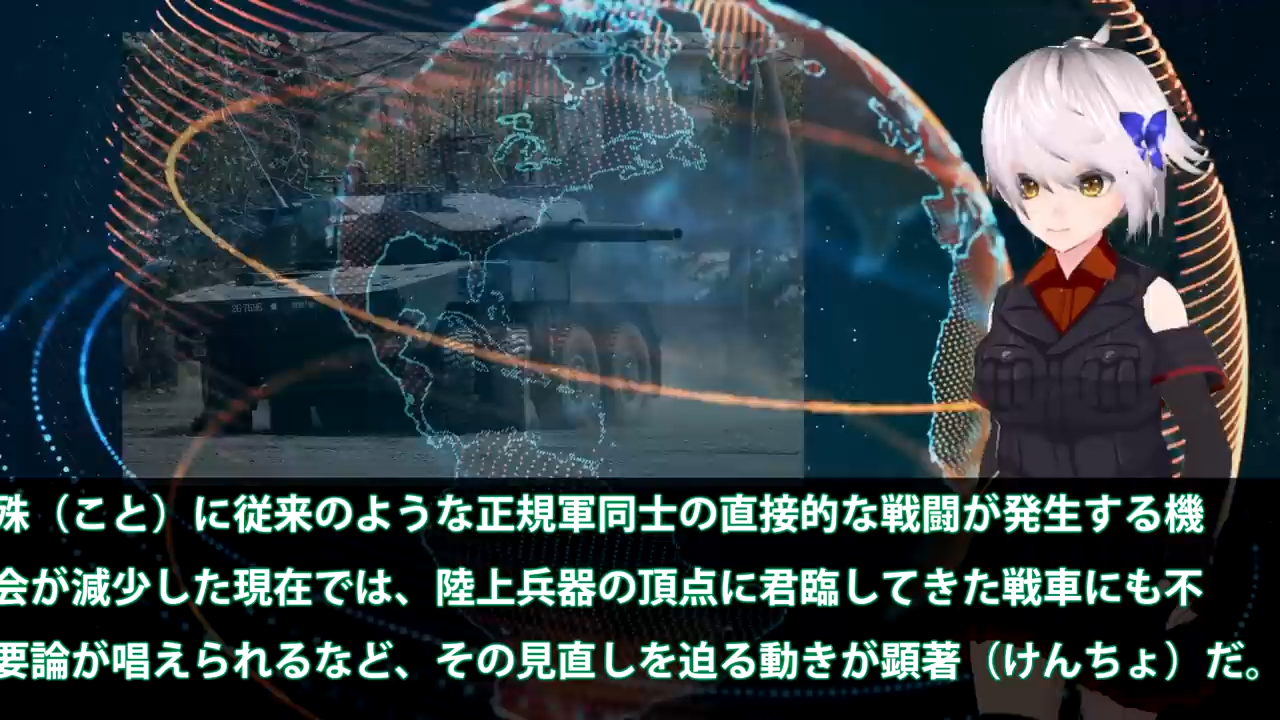 殊（こと）に従来のような正規軍同士の直接的な戦闘が発生する機
会が減少した現在では、陸上兵器の頂点に君臨してきた戦車にも不
要論が唱えられるなど、その見直しを迫る動きが顕著（けんちょ）だ。